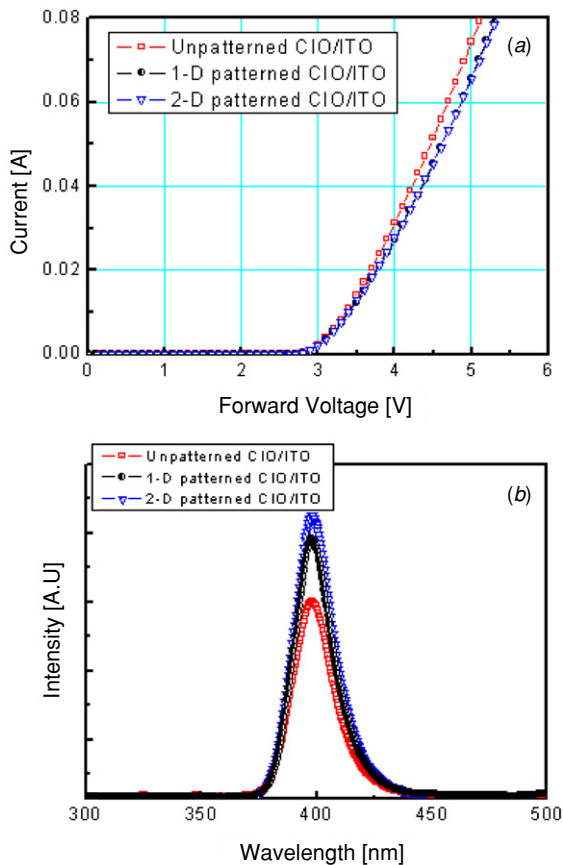 Unpatterned CIO/ITO
1-D patterned CIO/ITO
2-D patterned CIO/ITO
(a)
0.08
0.06
0.04
0.02
0.00
Current [A]
0 1 2 3 4 5 6
Forward Voltage [V]
Unpatterned CIO/ITO
1-D patterned CIO/ITO
2-D patterned CIO/ITO
(b)
Intensity [A.U]
300 350 400 450 500
Wavelength [nm]